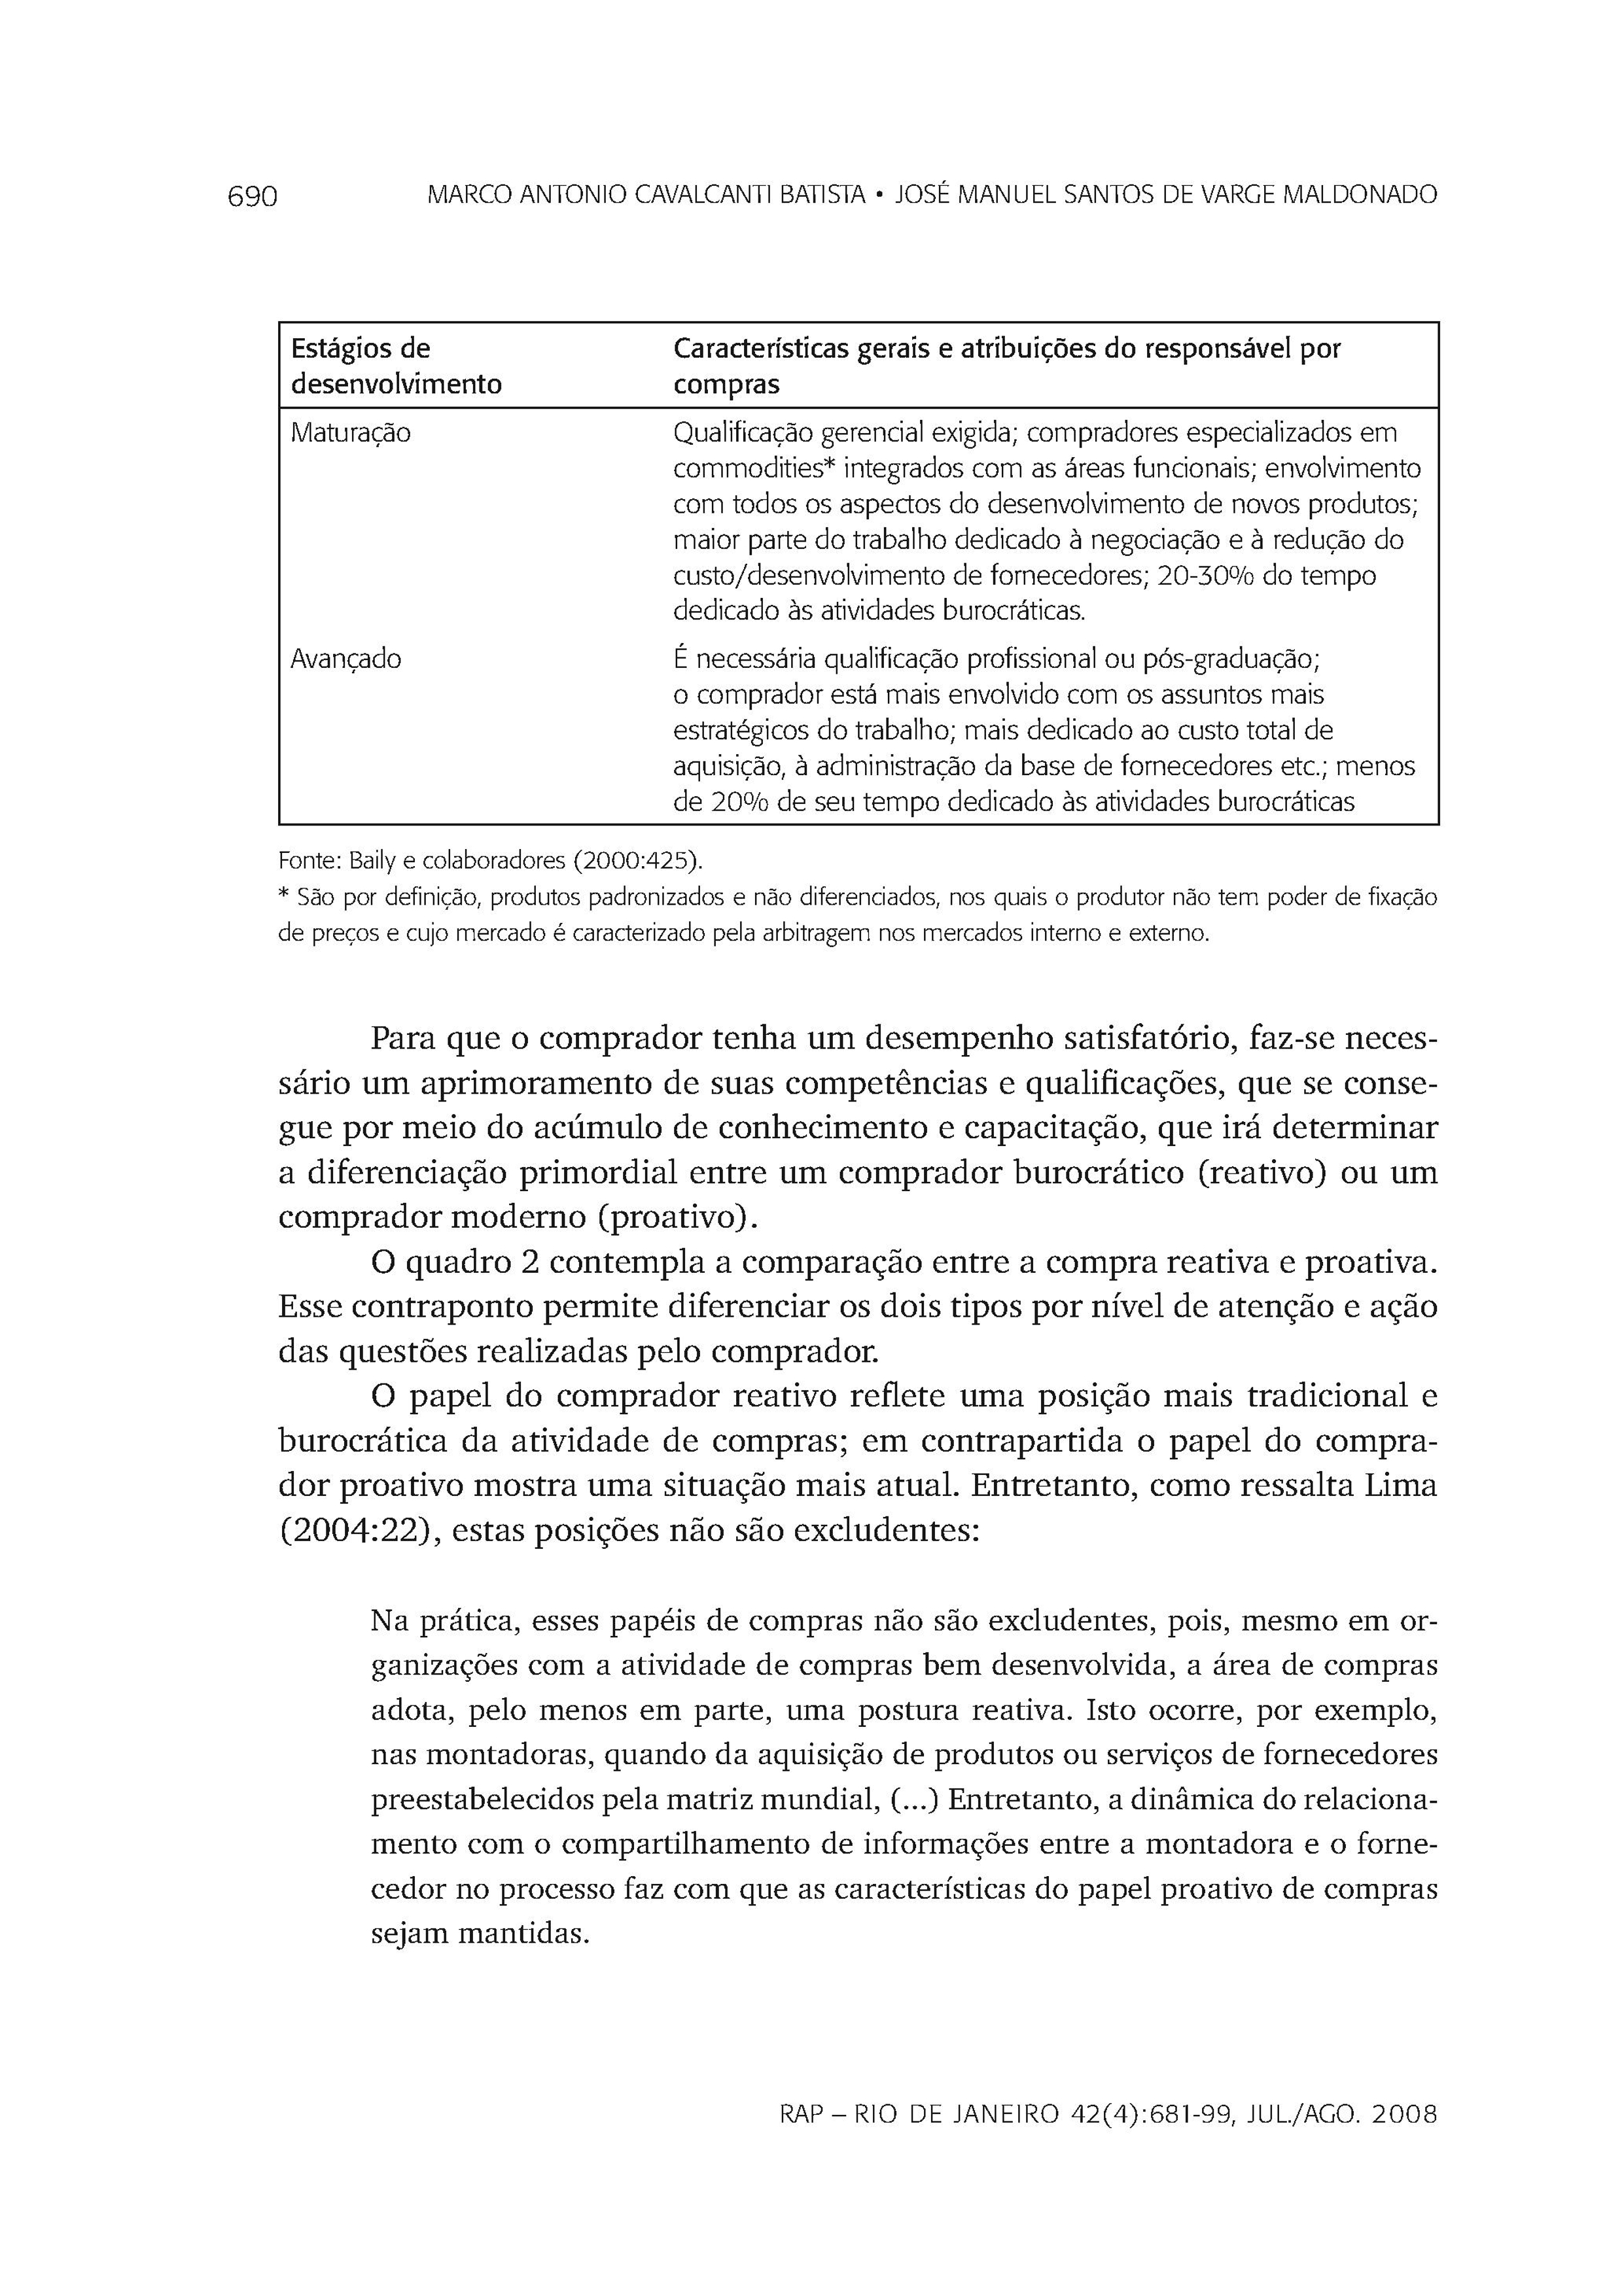 690
MARCO ANTONIO CAVALCANTI BATISTA • JOSÉ MANUEL SANTOS DE VARGE MALDONADO
Estágios de
desenvolvimento
Características gerais e atribuições do responsável por
compras
Maturação
Qualificação gerencial exigida; compradores especializados em
commodities* integrados com as áreas funcionais; envolvimento
com todos os aspectos do desenvolvimento de novos produtos;
maior parte do trabalho dedicado à negociação e à redução do
custo/desenvolvimento de fornecedores; 20-30% do tempo
dedicado às atividades burocráticas.
Avançado
É necessária qualificação profissional ou pós-graduação;
o comprador está mais envolvido com os assuntos mais
estratégicos do trabalho; mais dedicado ao custo total de
aquisição, à administração da base de fornecedores etc.; menos
de 20% de seu tempo dedicado às atividades burocráticas
Fonte: Baily e colaboradores (2000:425).
* São por definição, produtos padronizados e não diferenciados, nos quais o produtor não tem poder de fixação
de preços e cujo mercado é caracterizado pela arbitragem nos mercados interno e externo.
Para que o comprador tenha um desempenho satisfatório, faz-se neces-
sário um aprimoramento de suas competências e qualificações, que se conse-
gue por meio do acúmulo de conhecimento e capacitação, que irá determinar
a diferenciação primordial entre um comprador burocrático (reativo) ou um
comprador moderno (proativo).
O quadro 2 contempla a comparação entre a compra reativa e proativa.
Esse contraponto permite diferenciar os dois tipos por nível de atenção e ação
das questões realizadas pelo comprador.
O papel do comprador reativo reflete uma posição mais tradicional e
burocrática da atividade de compras; em contrapartida o papel do compra-
dor proativo mostra uma situação mais atual. Entretanto, como ressalta Lima
(2004:22), estas posições não são excludentes:
Na prática, esses papéis de compras não são excludentes, pois, mesmo em or-
ganizações com a atividade de compras bem desenvolvida, a área de compras
adota, pelo menos em parte, uma postura reativa. Isto ocorre, por exemplo,
nas montadoras, quando da aquisição de produtos ou serviços de fornecedores
preestabelecidos pela matriz mundial, (...) Entretanto, a dinâmica do relaciona-
mento com o compartilhamento de informações entre a montadora e o forne-
cedor no processo faz com que as características do papel proativo de compras
sejam mantidas.
RAP – RIO DE JANEIRO 42(4):681-99, JUL./AGO. 2008